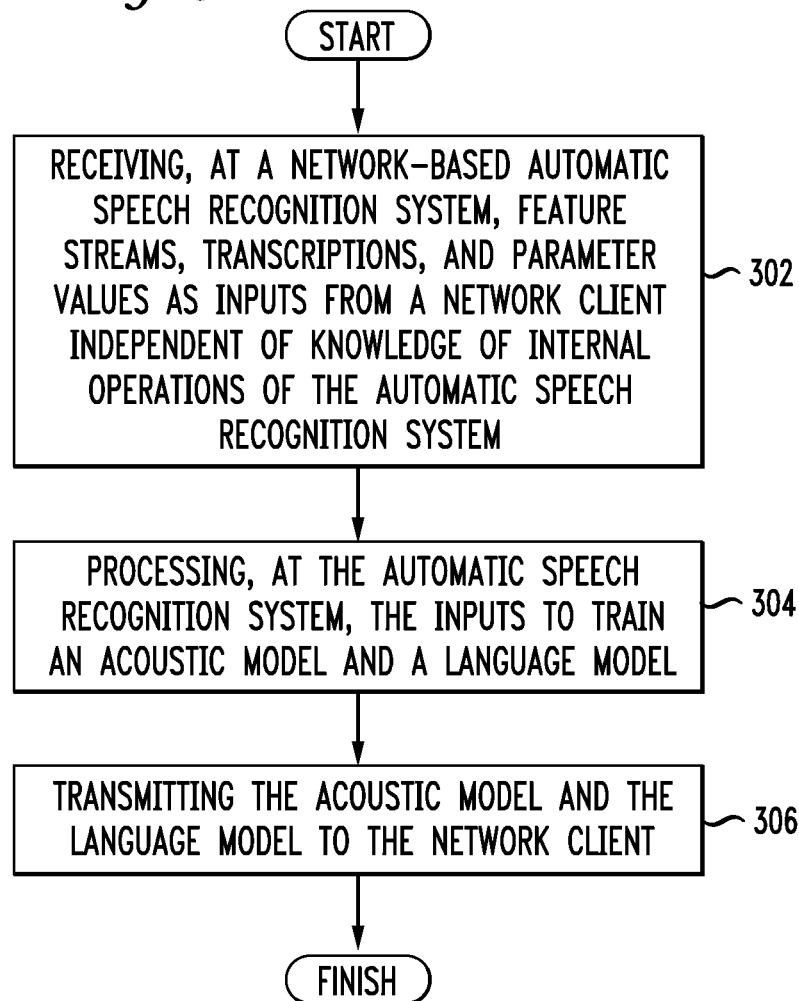 START
RECEIVING, AT A NETWORK-BASED AUTOMATIC
SPEECH RECOGNITION SYSTEM, FEATURE
STREAMS, TRANSCRIPTIONS, AND PARAMETER
VALUES AS INPUTS FROM A NETWORK CLIENT
INDEPENDENT OF KNOWLEDGE OF INTERNAL
OPERATIONS OF THE AUTOMATIC SPEECH
RECOGNITION SYSTEM
302
PROCESSING, AT THE AUTOMATIC SPEECH
RECOGNITION SYSTEM, THE INPUTS TO TRAIN
AN ACOUSTIC MODEL AND A LANGUAGE MODEL
304
TRANSMITTING THE ACOUSTIC MODEL AND THE
LANGUAGE MODEL TO THE NETWORK CLIENT
306
FINISH